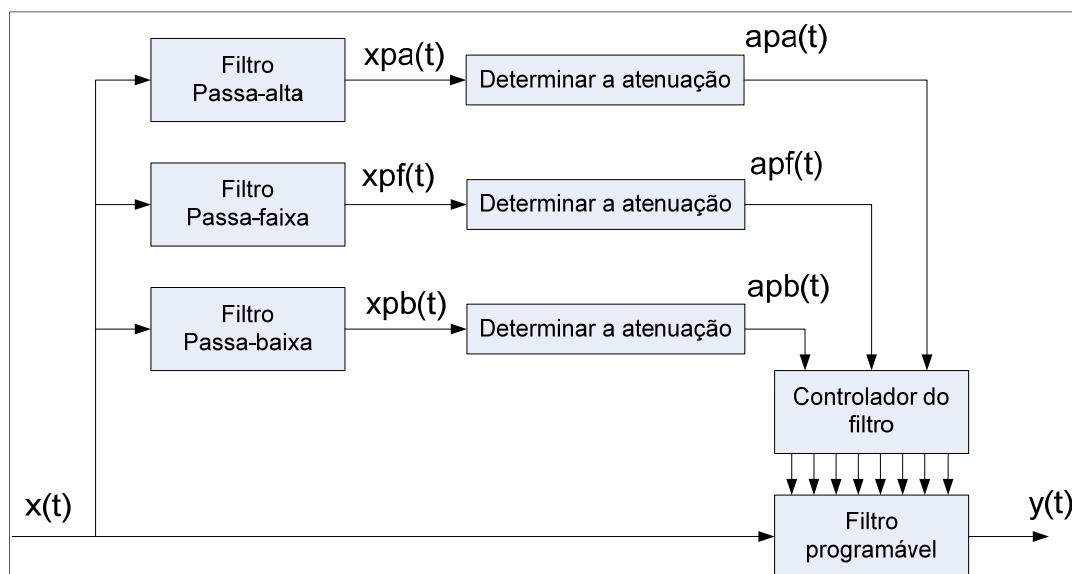 Filtro
Passa-alta
xpa(t)
Determinar a atenuação
apa(t)
Filtro
Passa-faixa
xpf(t)
Determinar a atenuação
apf(t)
Filtro
Passa-baixa
xpb(t)
Determinar a atenuação
apb(t)
Controlador do
filtro
x(t)
Filtro
programável
y(t)